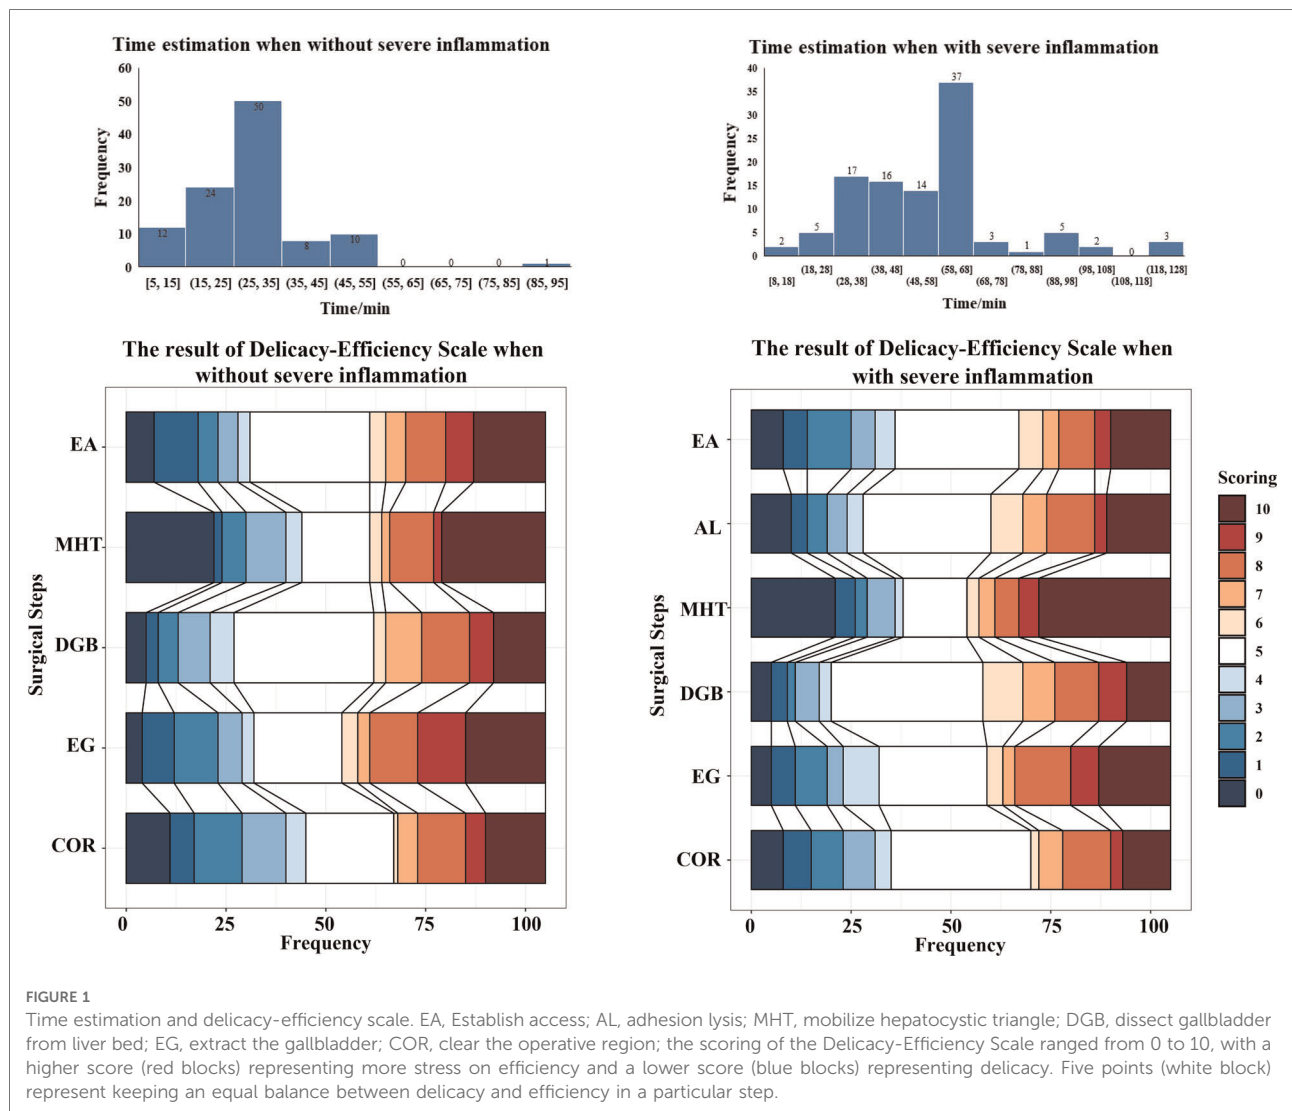 Time estimation when without severe inflammation
60
50
40
30
20
10
0
Frequency
12
24
50
8
10
0
0
0
1
[5, 15]
(15, 25]
(25, 35]
(35, 45]
(45, 55]
(55, 65]
(65, 75]
(75, 85]
(85, 95]
Time/min
Time estimation when with severe inflammation
40
35
30
25
20
15
10
5
0
Frequency
2
5
17
16
14
37
3
1
5
2
0
3
[8, 18]
(18, 28]
(28, 38]
(38, 48]
(48, 58]
(58, 68]
(68, 78]
(78, 88]
(88, 98]
(98, 108]
(108, 118]
(118, 128]
Time/min
The result of Delicacy-Efficiency Scale when
without severe inflammation
Surgical Steps
EA
MHT
DGB
EG
COR
0
25
50
75
100
Frequency
The result of Delicacy-Efficiency Scale when
with severe inflammation
Surgical Steps
EA
AL
MHT
DGB
EG
COR
0
25
50
75
100
Frequency
Scoring
10
9
8
7
6
5
4
3
2
1
0
FIGURE 1
Time estimation and delicacy-efficiency scale. EA, Establish access; AL, adhesion lysis; MHT, mobilize hepatocystic triangle; DGB, dissect gallbladder
from liver bed; EG, extract the gallbladder; COR, clear the operative region; the scoring of the Delicacy-Efficiency Scale ranged from 0 to 10, with a
higher score (red blocks) representing more stress on efficiency and a lower score (blue blocks) representing delicacy. Five points (white block)
represent keeping an equal balance between delicacy and efficiency in a particular step.